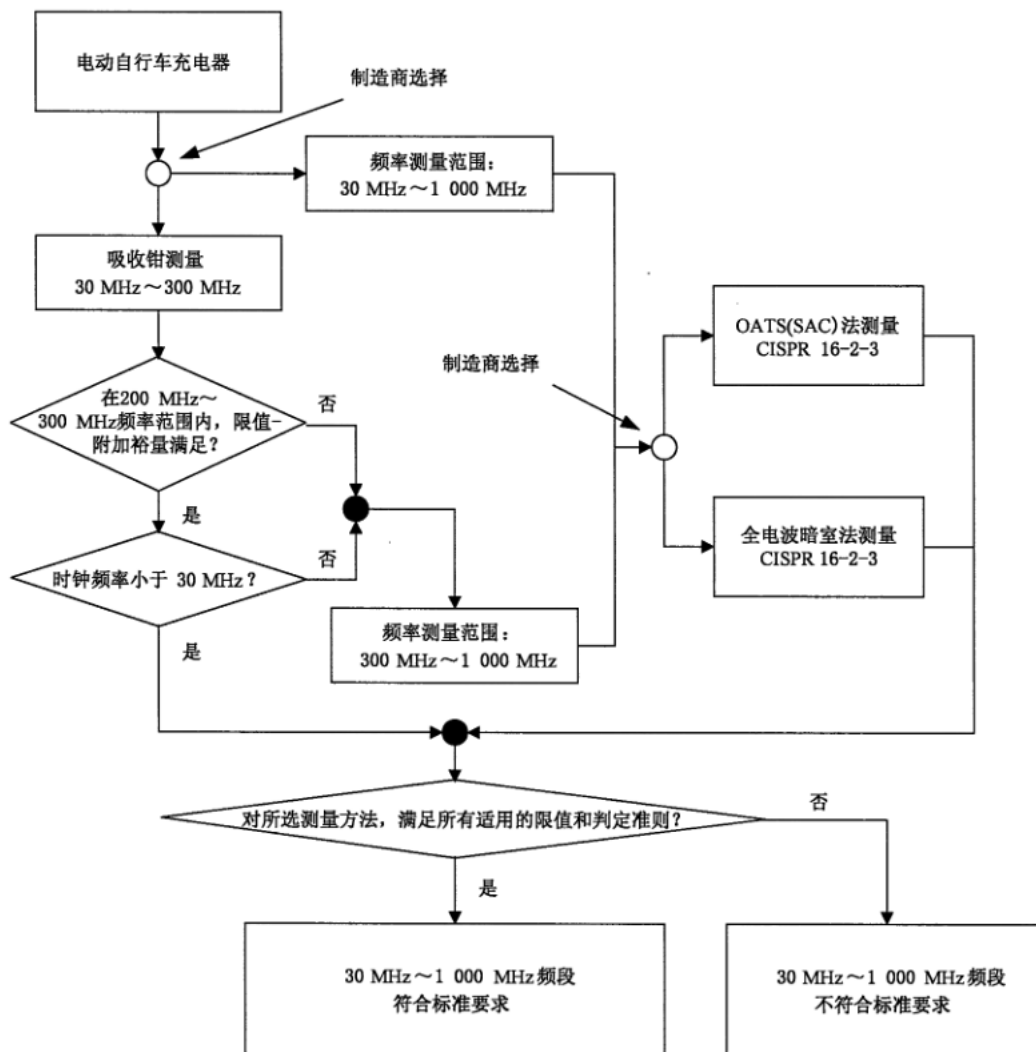 电动自行车充电器
制造商选择
频率测量范围：
30 MHz～1 000 MHz
吸收钳测量
30 MHz～300 MHz
OATS(SAC)法测量
CISPR 16-2-3
制造商选择
在200 MHz～
300 MHz频率范围内，限值-
附加裕量满足？
否
是
全电波暗室法测量
CISPR 16-2-3
时钟频率小于 30 MHz？
否
是
频率测量范围：
300 MHz～1 000 MHz
对所选测量方法，满足所有适用的限值和判定准则？
否
是
30 MHz～1 000 MHz频段
符合标准要求
30 MHz～1 000 MHz频段
不符合标准要求